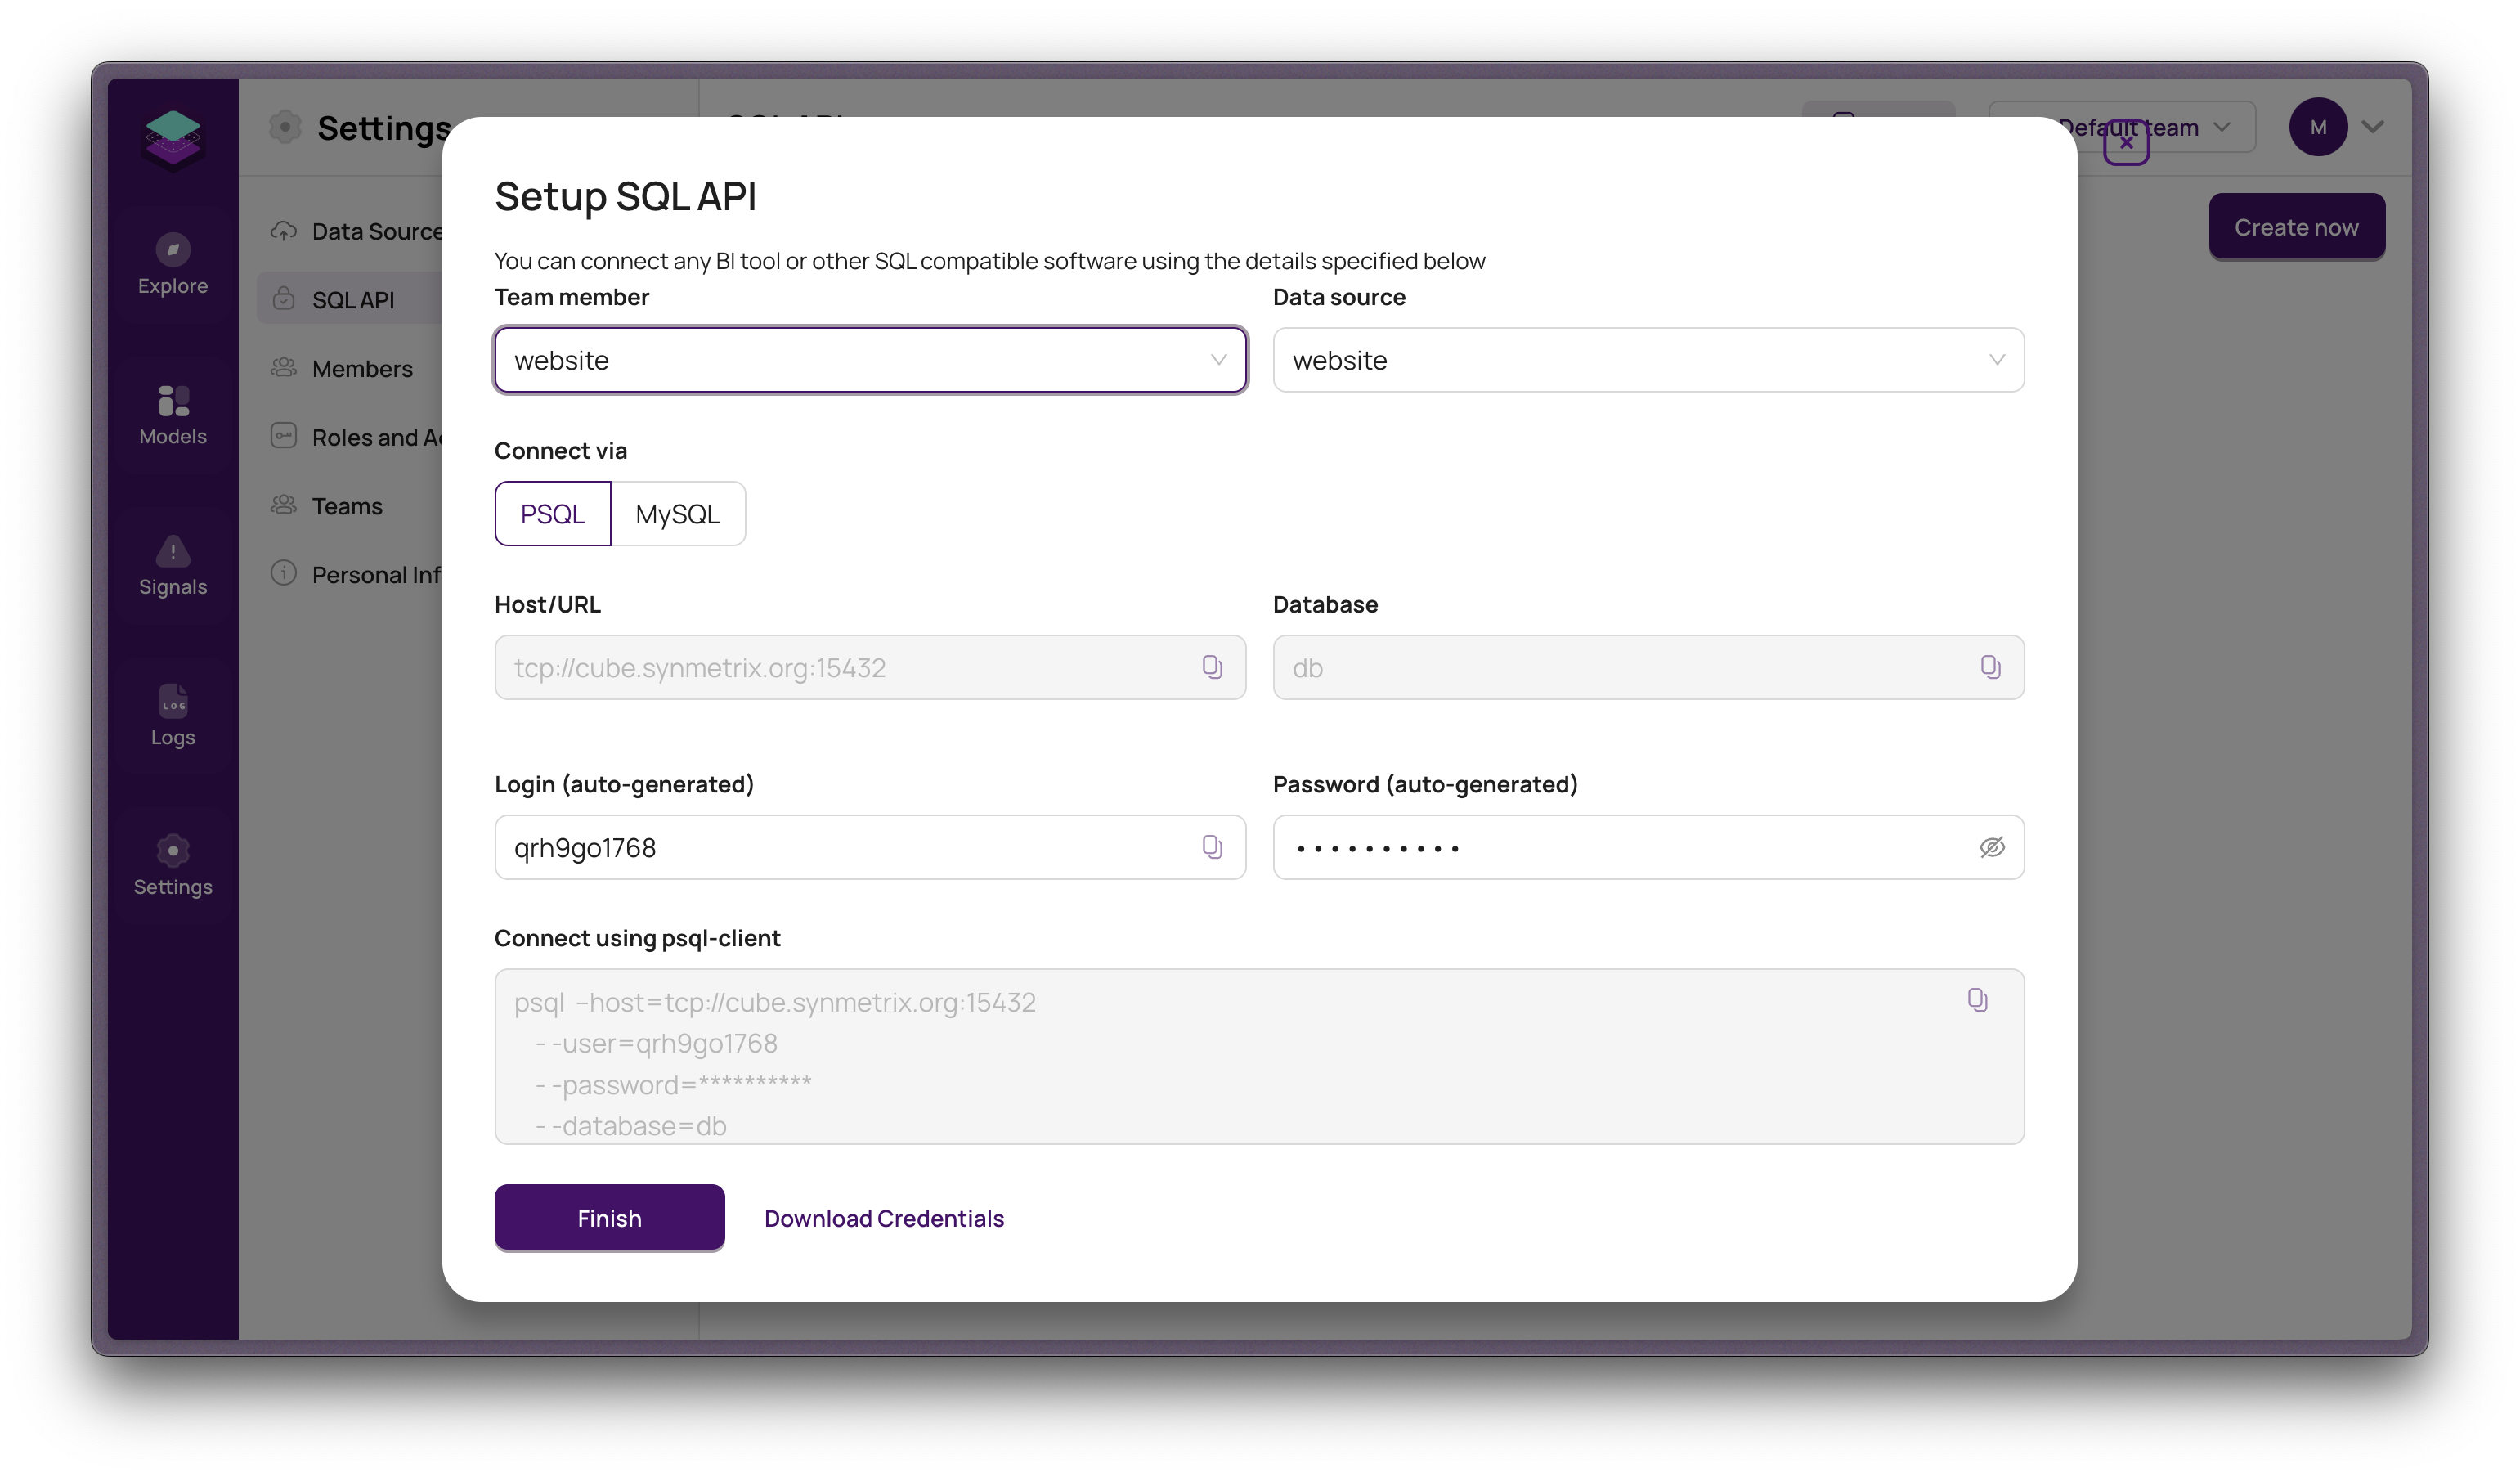 Settings
Default team
M
Create now
Explore
Models
Signals
LOG
Logs
Settings
Data Source
SQL API
Members
Roles and
Teams
Personal
Setup SQL API
You can connect any BI tool or other SQL compatible software using the details specified below
Team member
Data source
website
website
Connect via
PSQL
MySQL
Host/URL
Database
tcp://cube.synmetrix.org:15432
db
Login (auto-generated)
Password (auto-generated)
qrh9go1768
••••••••••
Connect using psql-client
psql –host=tcp://cube.synmetrix.org:15432
- -user=qrh9go1768
- -password=**********
- -database=db
Finish
Download Credentials